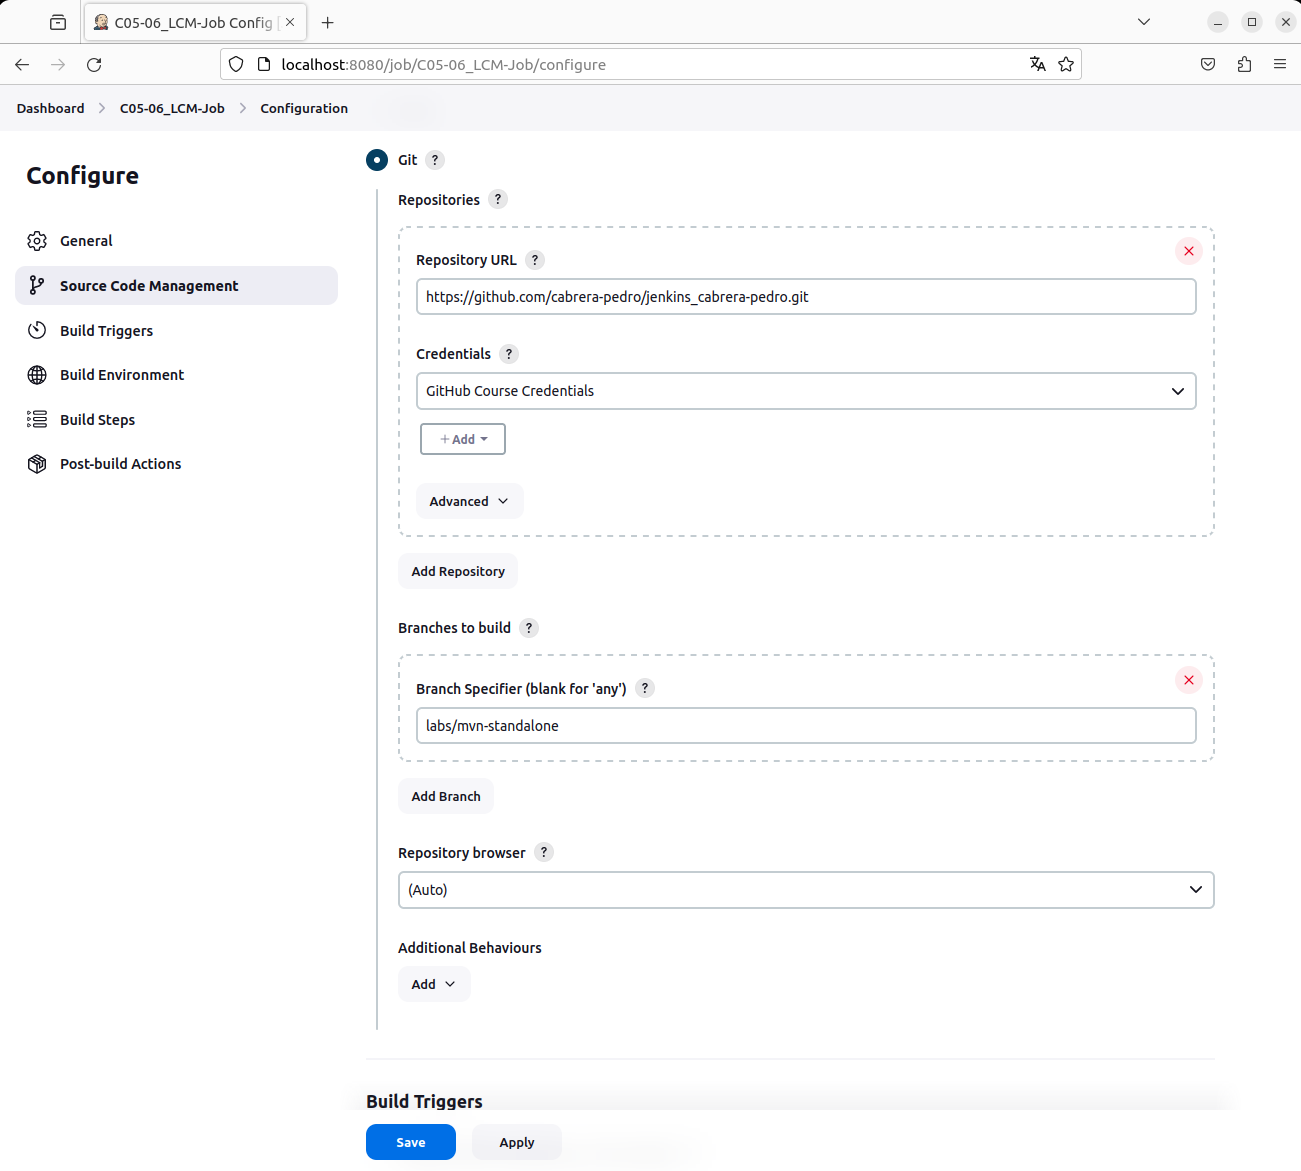 C05-06_LCM-Job Config [
localhost:8080/job/C05-06_LCM-Job/configure
Dashboard
C05-06_LCM-Job
Configuration
Configure
General
Source Code Management
Build Triggers
Build Environment
Build Steps
Post-build Actions
Git ?
Repositories ?
Repository URL ?
https://github.com/cabrera-pedro/jenkins_cabrera-pedro.git
Credentials ?
GitHub Course Credentials
+ Add
Advanced
Add Repository
Branches to build ?
Branch Specifier (blank for 'any') ?
labs/mvn-standalone
Add Branch
Repository browser ?
(Auto)
Additional Behaviours
Add
Build Triggers
Save
Apply